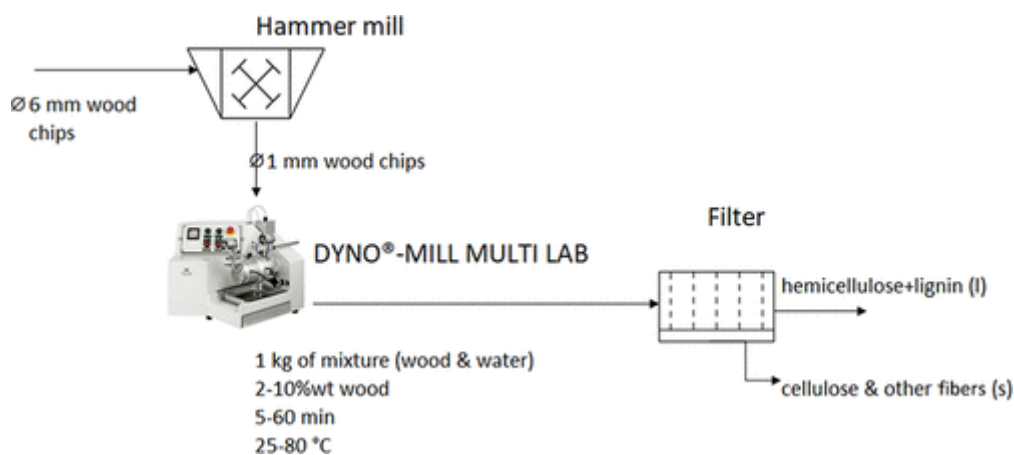 Hammer mill
∅6 mm wood
chips
∅1 mm wood chips
DYNO®-MILL MULTI LAB
Filter
hemicellulose+lignin (l)
1 kg of mixture (wood & water)
2-10%wt wood
5-60 min
25-80 °C
cellulose & other fibers (s)